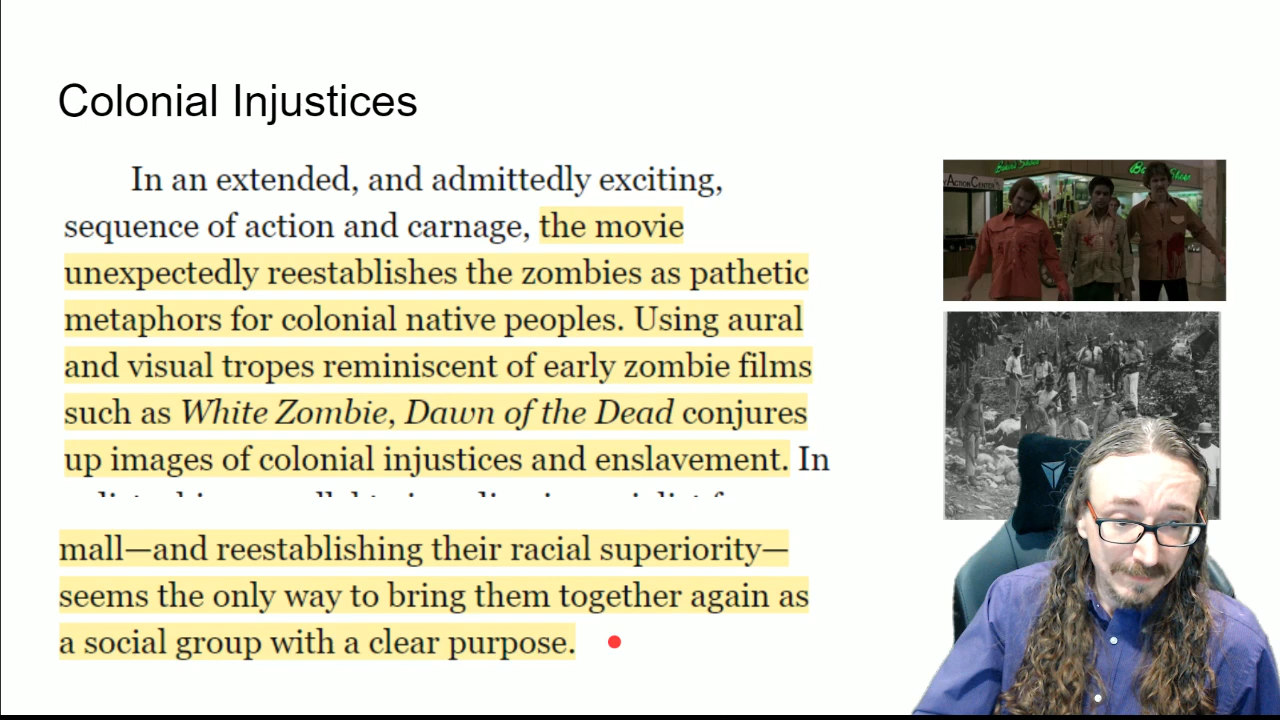 Colonial Injustices
In an extended, and admittedly exciting,
sequence of action and carnage, the movie
unexpectedly reestablishes the zombies as pathetic
metaphors for colonial native peoples. Using aural
and visual tropes reminiscent of early zombie films
such as White Zombie, Dawn of the Dead conjures
up images of colonial injustices and enslavement. In
mall—and reestablishing their racial superiority—
seems the only way to bring them together again as
a social group with a clear purpose.